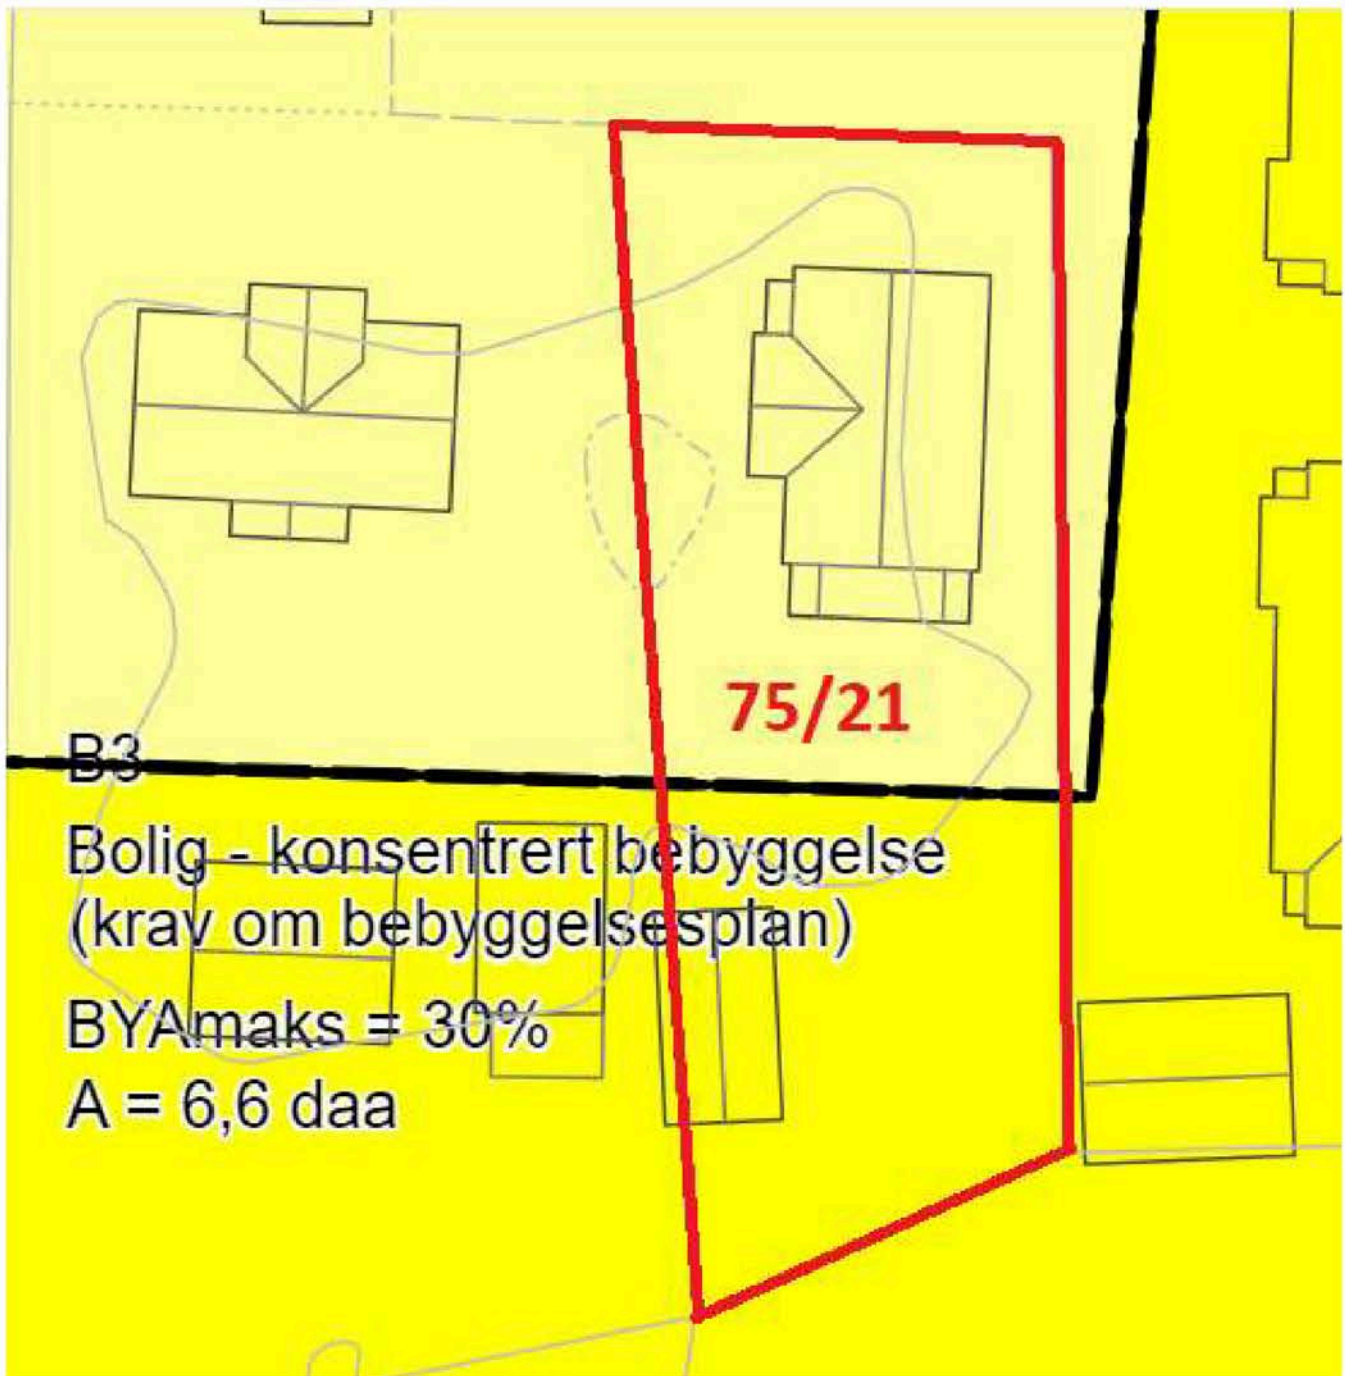 75/21
B3
Bolig - konsentrert bebyggelse
(krav om bebyggelsesplan)
BYAmaks = 30%
A = 6,6 daa